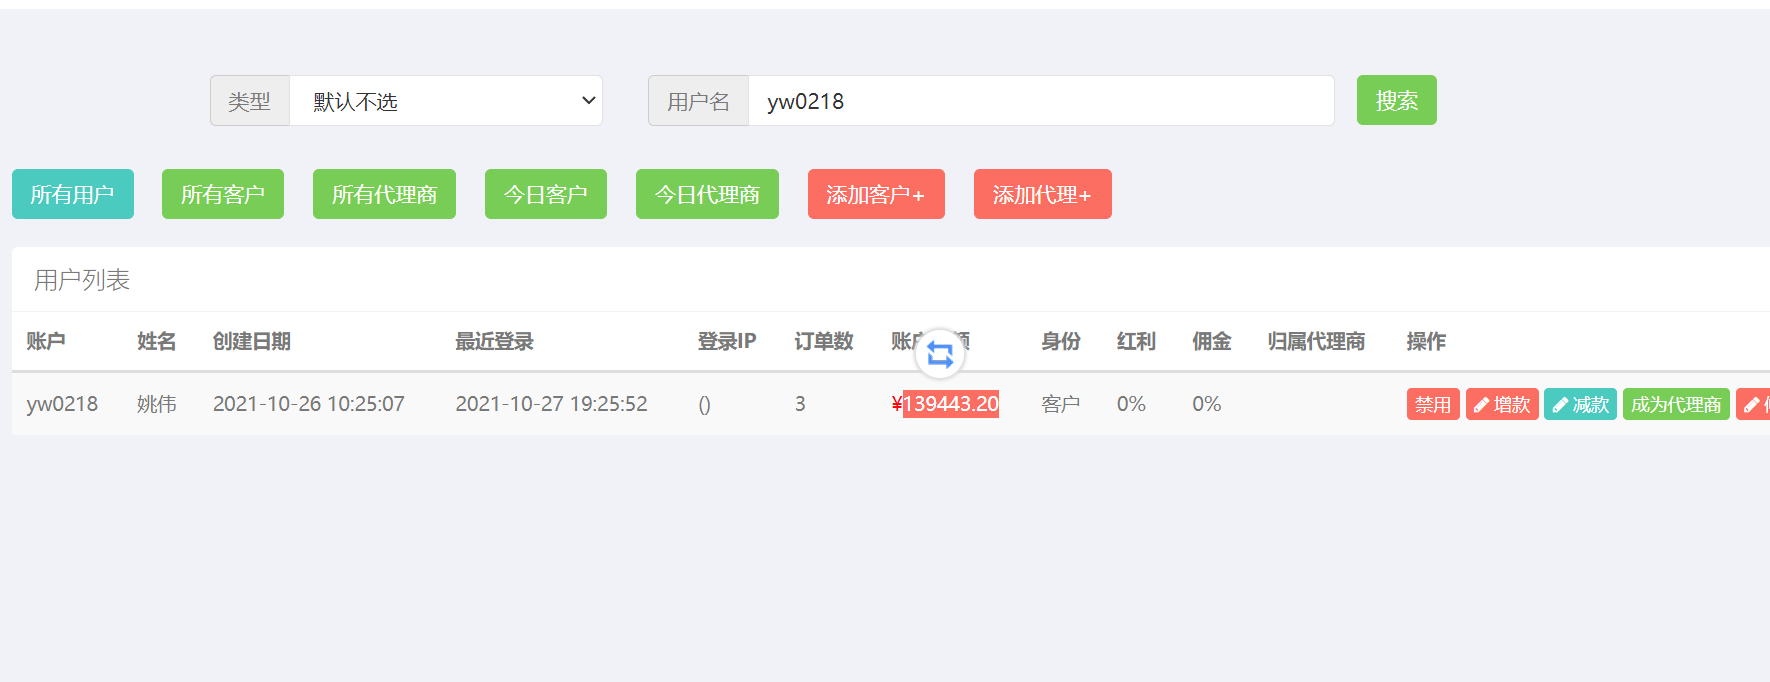 类型 默认不选 用户名 yw0218 搜索
所有用户 所有客户 所有代理商 今日客户 今日代理商 添加客户+ 添加代理+
用户列表
账户 姓名 创建日期 最近登录 登录IP 订单数 账 身份 红利 佣金 归属代理商 操作
yw0218 姚伟 2021-10-26 10:25:07 2021-10-27 19:25:52 () 3 ¥139443.20 客户 0% 0% 禁用 增款 减款 成为代理商